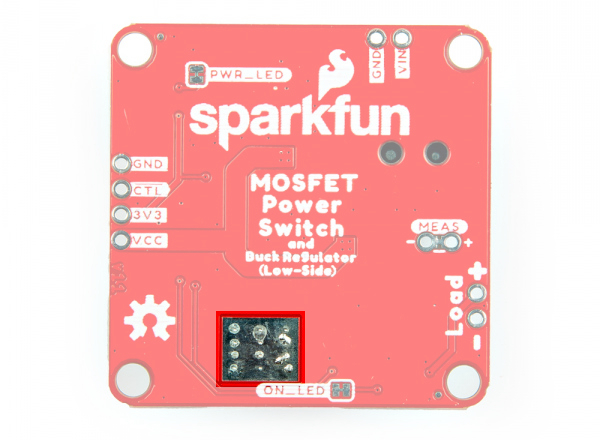 PWR_LED
GND
VIN
sparkfun
GND
CTL
3V3
VCC
MOSFET
Power
Switch
and
Buck Regulator
(Low-Side)
MEAS
- +
+
Load
-
ON_LED